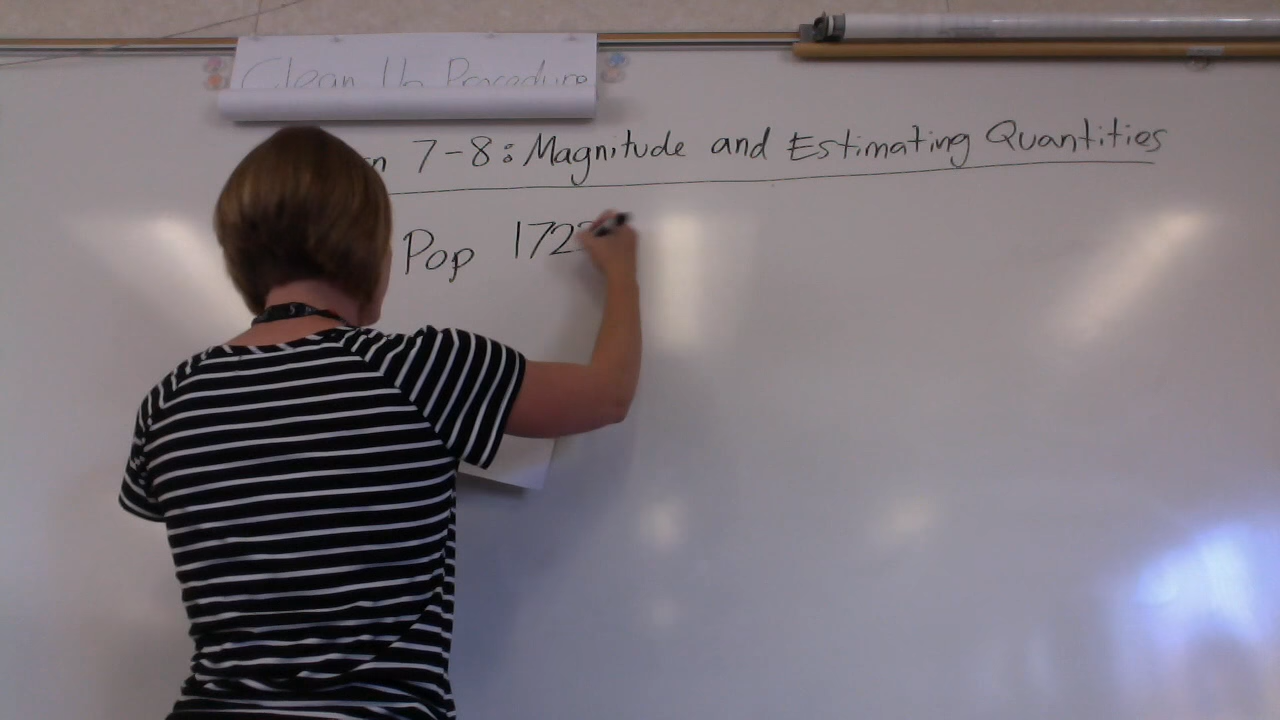 Clean Up Procedure
7-8: Magnitude and Estimating Quantities
Pop 172